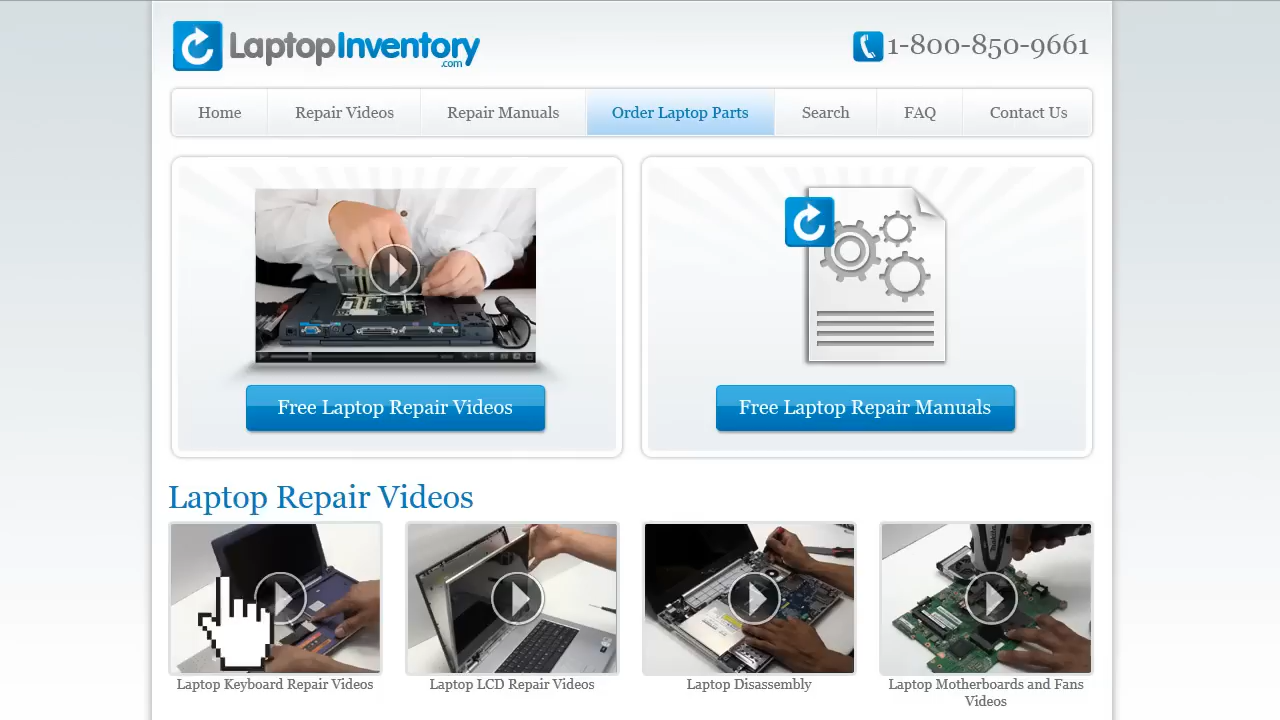 LaptopInventory
.com
1-800-850-9661
Home
Repair Videos
Repair Manuals
Order Laptop Parts
Search
FAQ
Contact Us
Free Laptop Repair Videos
Free Laptop Repair Manuals
Laptop Repair Videos
Laptop Keyboard Repair Videos
Laptop LCD Repair Videos
Laptop Disassembly
Laptop Motherboards and Fans
Videos